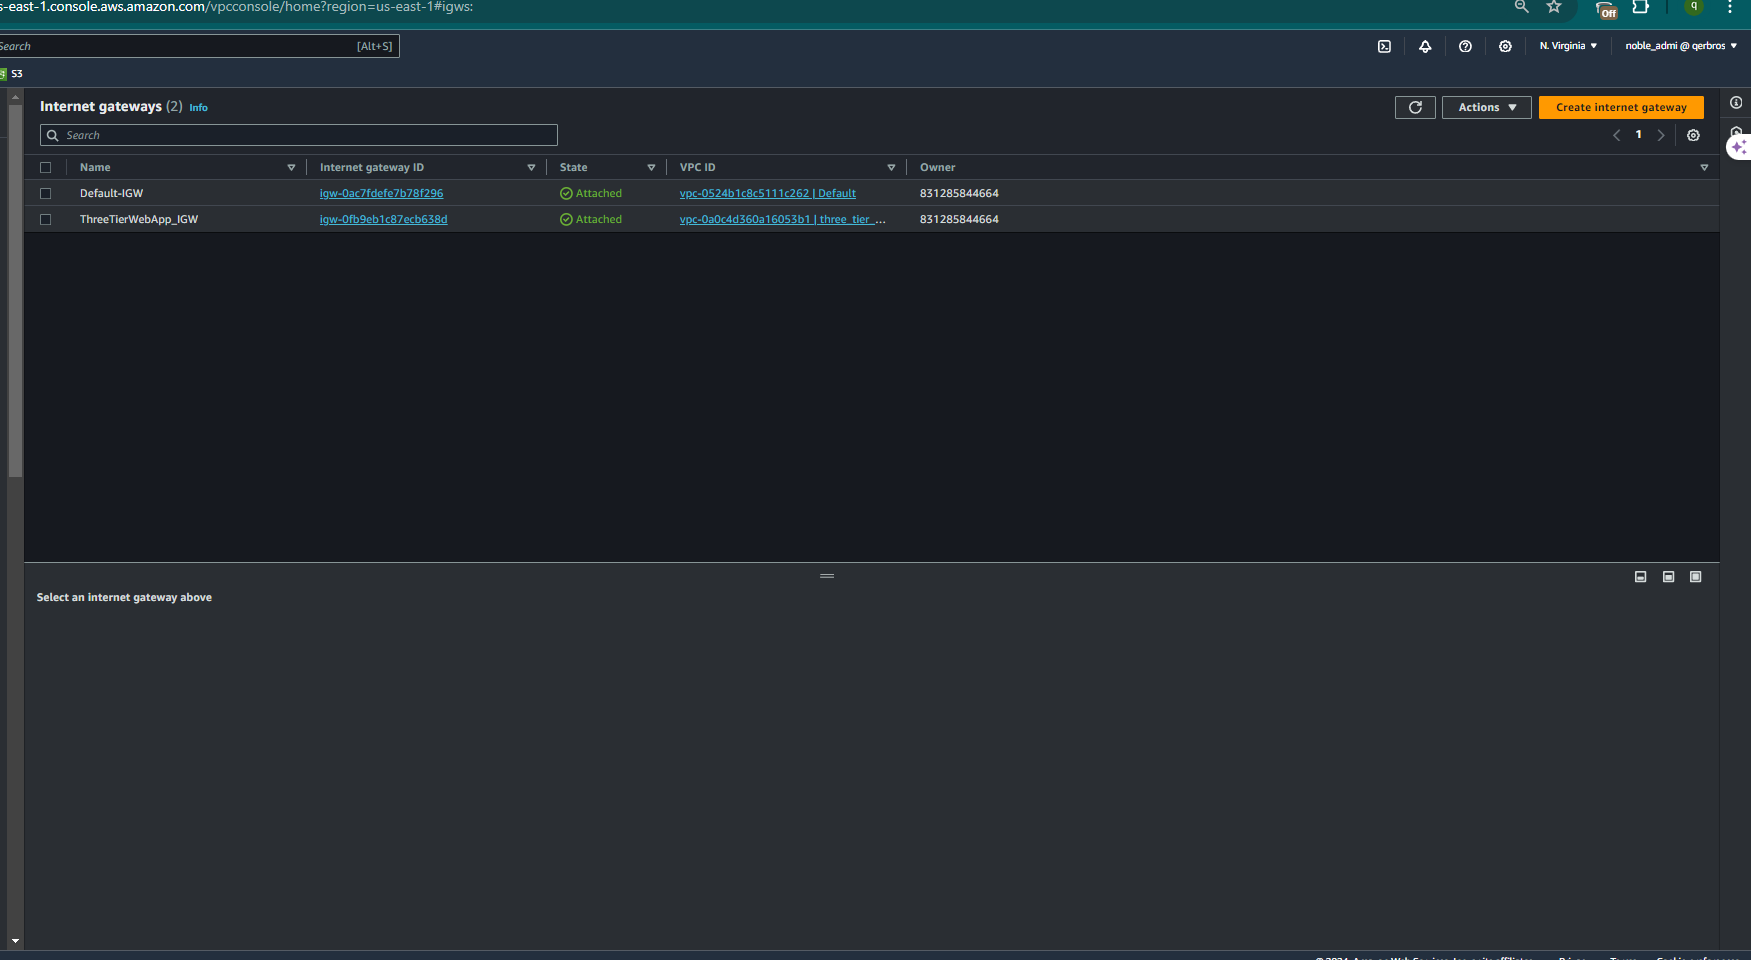 s-east-1.console.aws.amazon.com/vpcconsole/home?region=us-east-1#igws:
Off
q
Search
[Alt+S]
N. Virginia
noble_admi @ qerbros
S3
Internet gateways (2) Info
Actions
Create internet gateway
Search
1
Name Internet gateway ID State VPC ID Owner
Default-IGW igw-0ac7fdefe7b78f296 Attached vpc-0524b1c8c5111c262 | Default 831285844664
ThreeTierWebApp_IGW igw-0fb9eb1c87ecb638d Attached vpc-0a0c4d360a16053b1 | three_tier_... 831285844664
Select an internet gateway above